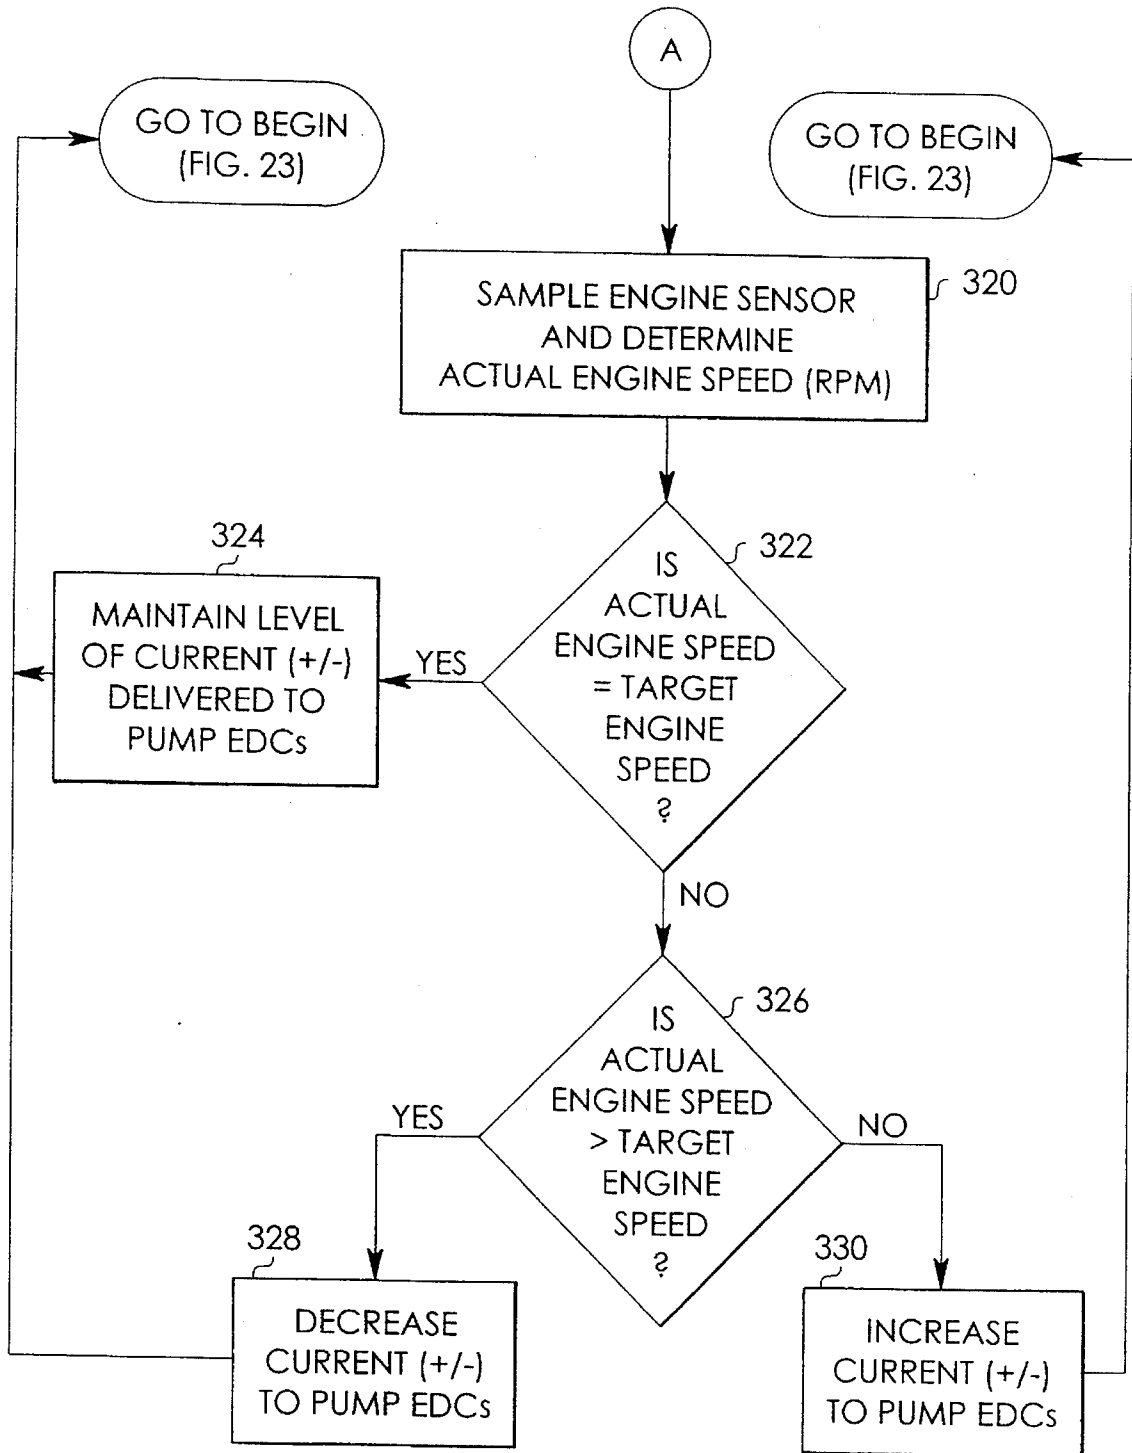 A
GO TO BEGIN
(FIG. 23)
GO TO BEGIN
(FIG. 23)
SAMPLE ENGINE SENSOR
AND DETERMINE
ACTUAL ENGINE SPEED (RPM)
320
322
IS
ACTUAL
ENGINE SPEED
= TARGET
ENGINE
SPEED
?
324
MAINTAIN LEVEL
OF CURRENT (+/-)
DELIVERED TO
PUMP EDCs
YES
NO
326
IS
ACTUAL
ENGINE SPEED
> TARGET
ENGINE
SPEED
?
YES
NO
328
DECREASE
CURRENT (+/-)
TO PUMP EDCs
330
INCREASE
CURRENT (+/-)
TO PUMP EDCs